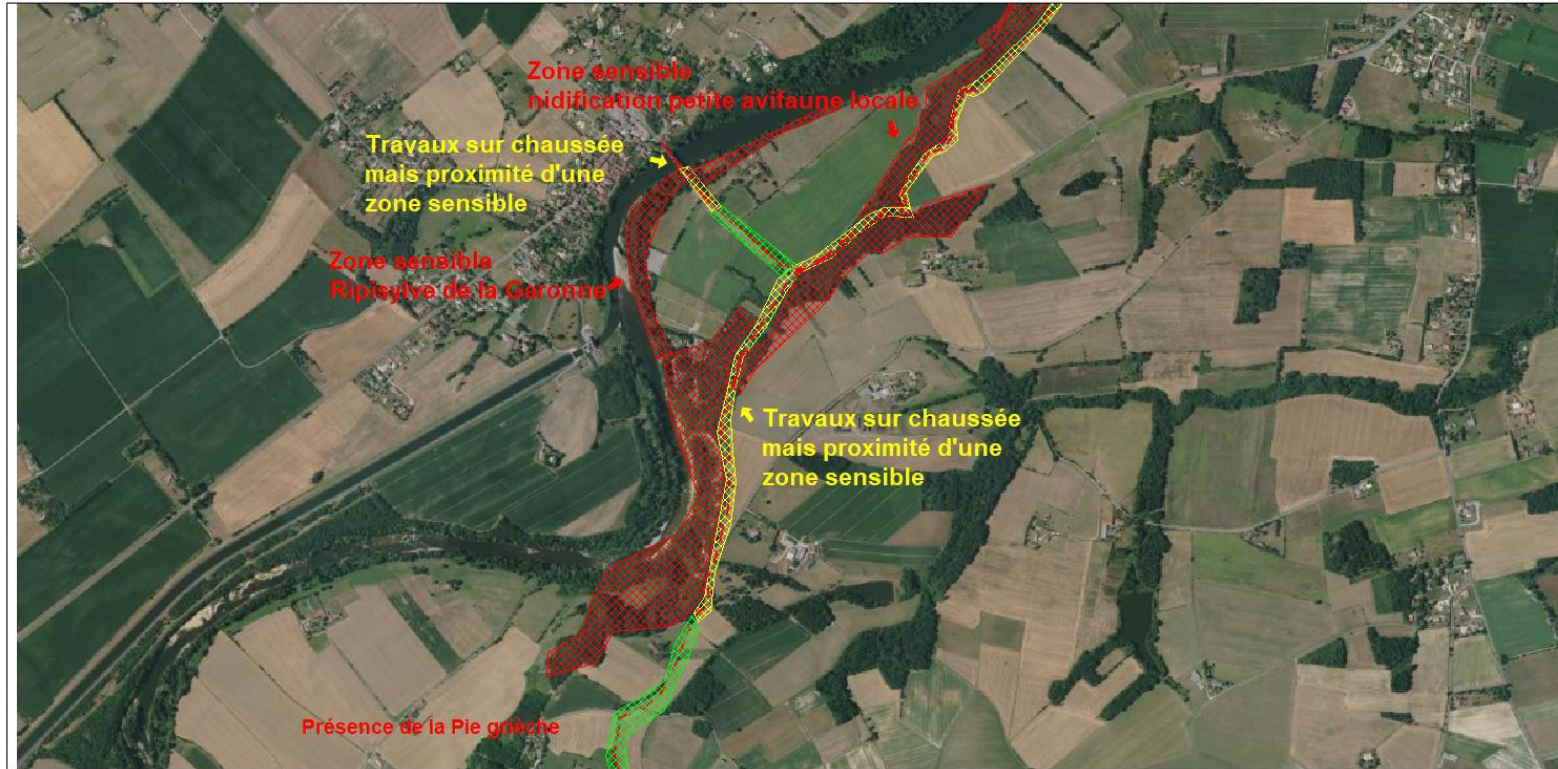 Zone sensible
nidification petite avifaune locale
Travaux sur chaussée
mais proximité d'une
zone sensible
Zone sensible
Ripisylve de la Garonne
Travaux sur chaussée
mais proximité d'une
zone sensible
Présence de la Pie grièche